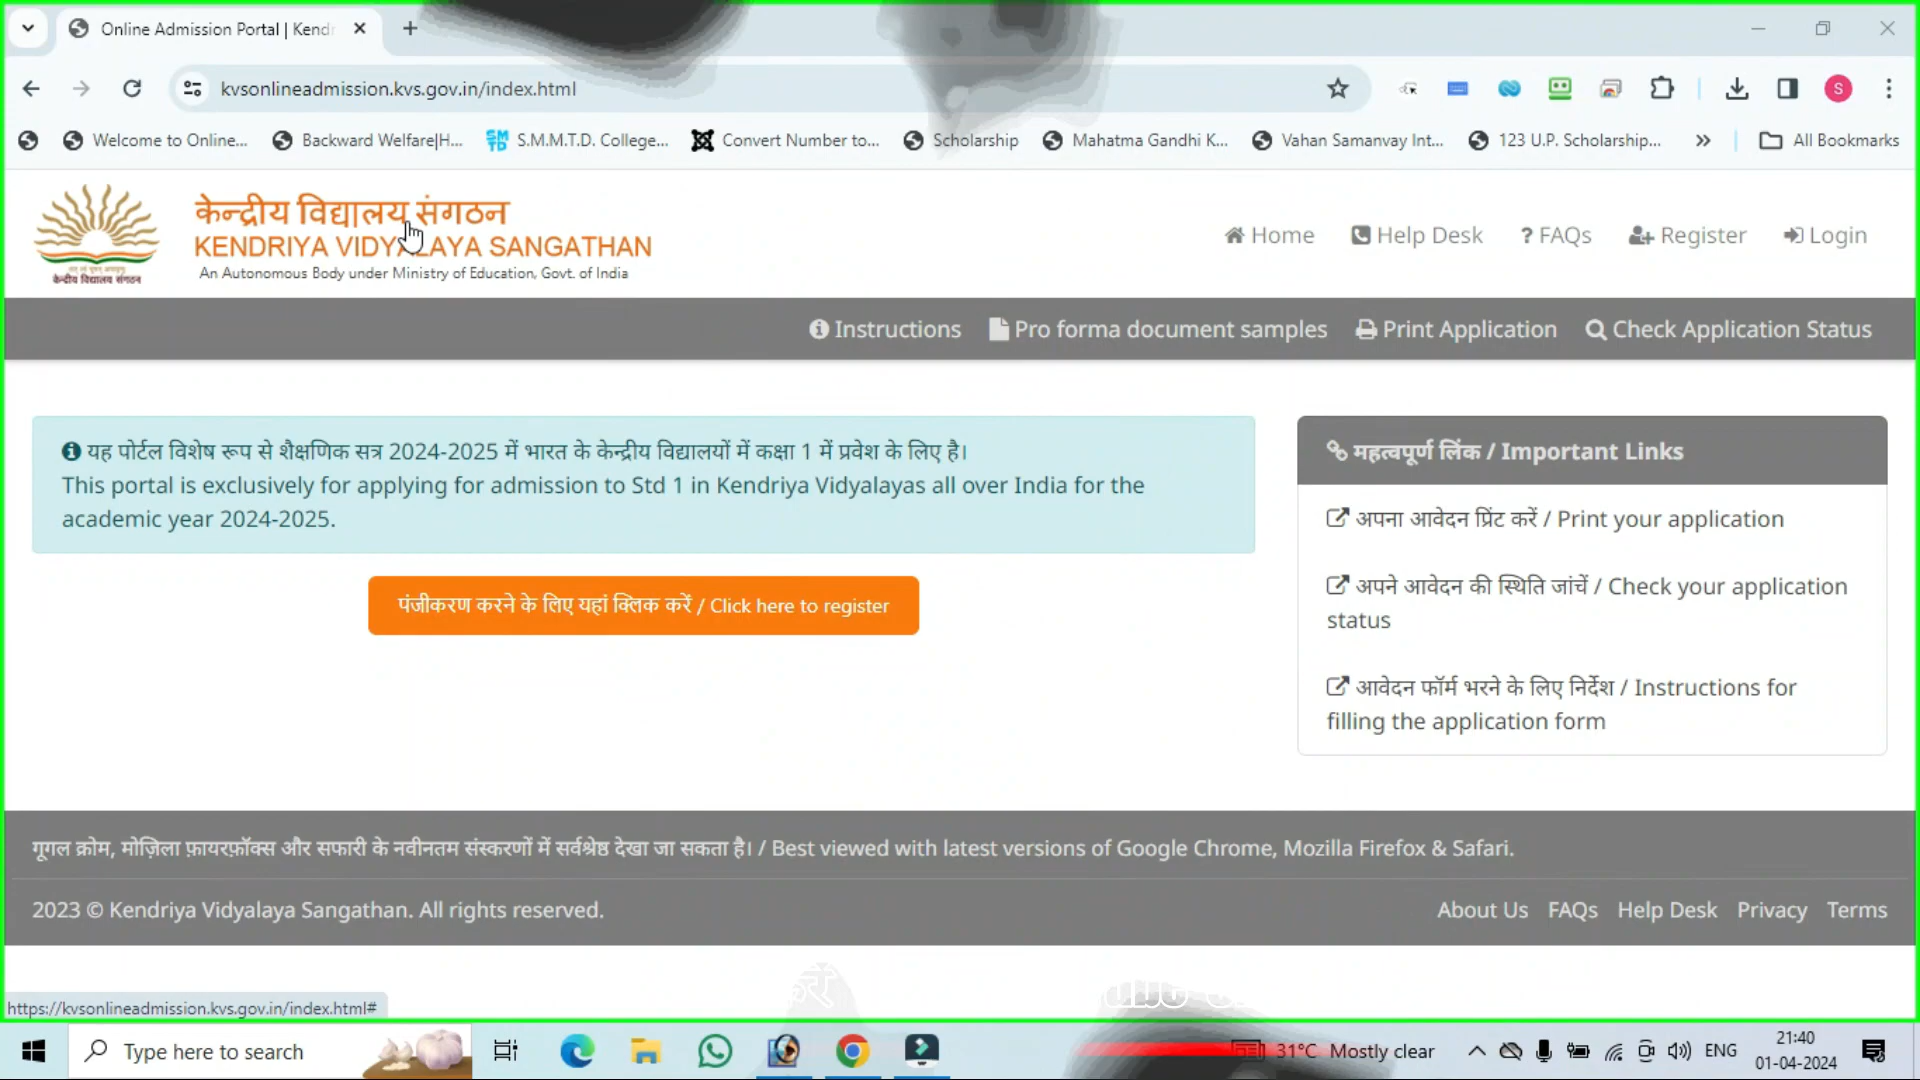 Online Admission Portal | Kend
kvsonlineadmission.kvs.gov.in/index.html
S
Welcome to Online...
Backward Welfare|H...
S.M.M.T.D. College...
Convert Number to...
Scholarship
Mahatma Gandhi K...
Vahan Samanvay Int...
123 U.P. Scholarship...
All Bookmarks
केन्द्रीय विद्यालय संगठन
KENDRIYA VIDYALAYA SANGATHAN
An Autonomous Body under Ministry of Education, Govt. of India
केन्द्रीय विद्यालय संगठन
Home
Help Desk
? FAQs
Register
Login
Instructions
Pro forma document samples
Print Application
Check Application Status
यह पोर्टल विशेष रूप से शैक्षणिक सत्र 2024-2025 में भारत के केन्द्रीय विद्यालयों में कक्षा 1 में प्रवेश के लिए है।
This portal is exclusively for applying for admission to Std 1 in Kendriya Vidyalayas all over India for the
academic year 2024-2025.
पंजीकरण करने के लिए यहां क्लिक करें / Click here to register
महत्वपूर्ण लिंक / Important Links
अपना आवेदन प्रिंट करें / Print your application
अपने आवेदन की स्थिति जांचें / Check your application
status
आवेदन फॉर्म भरने के लिए निर्देश / Instructions for
filling the application form
गूगल क्रोम, मोज़िला फ़ायरफ़ॉक्स और सफारी के नवीनतम संस्करणों में सर्वश्रेष्ठ देखा जा सकता है। / Best viewed with latest versions of Google Chrome, Mozilla Firefox & Safari.
2023 © Kendriya Vidyalaya Sangathan. All rights reserved.
About Us
FAQs
Help Desk
Privacy
Terms
https://kvsonlineadmission.kvs.gov.in/index.html#
Type here to search
31°C Mostly clear
ENG
21:40
01-04-2024